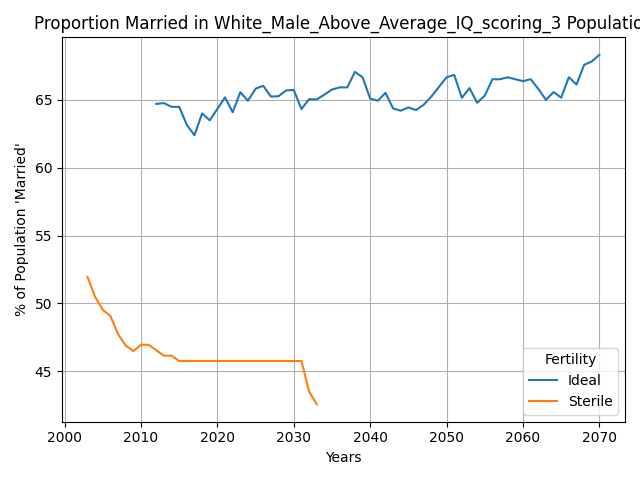 Proportion Married in White_Male_Above_Average_IQ_scoring_3 Populatio
% of Population 'Married'
65
60
55
50
45
Fertility
Ideal
Sterile
2000 2010 2020 2030 2040 2050 2060 2070
Years